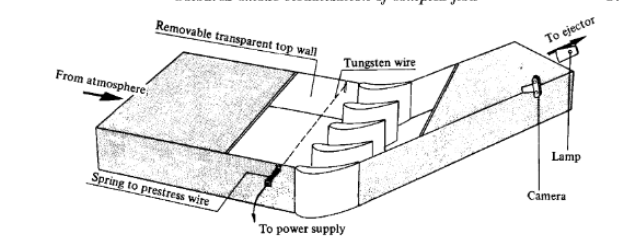 To ejector
Removable transparent top wall
Tungsten wire
From atmosphere
Lamp
Spring to prestress wire
Camera
To power supply